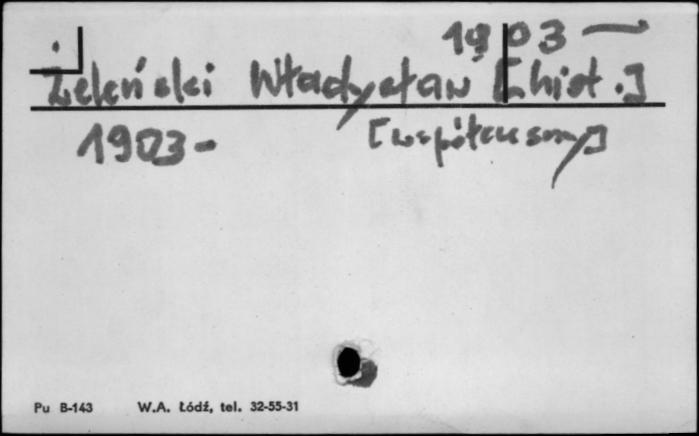 1903 –
Żeleński Władysław [hist.]
1903- [współczesny]
Pu B-143 W.A. Łódź, tel. 32-55-31